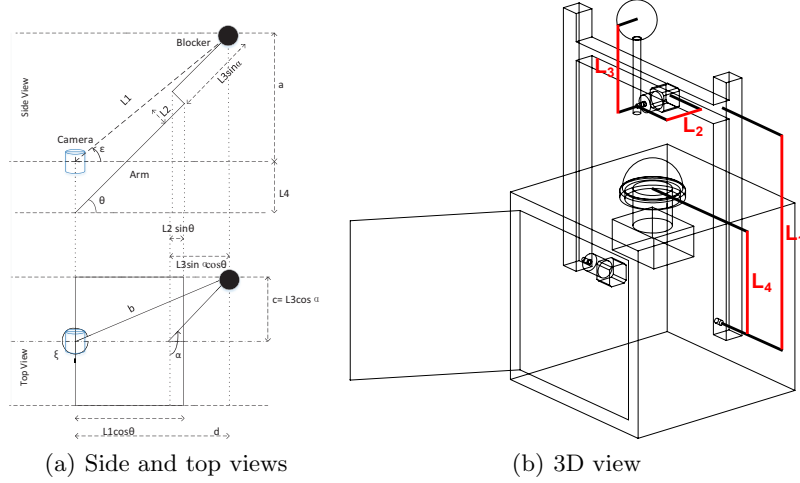 Side View
Blocker
L1
L3sinα
a
L2
Camera
ε
Arm
θ
L4
L2 sinθ
L3sin αcosθ
b
c= L3cos α
ξ
α
Top View
L1cosθ
d
(a) Side and top views
L3
L2
L4
(b) 3D view